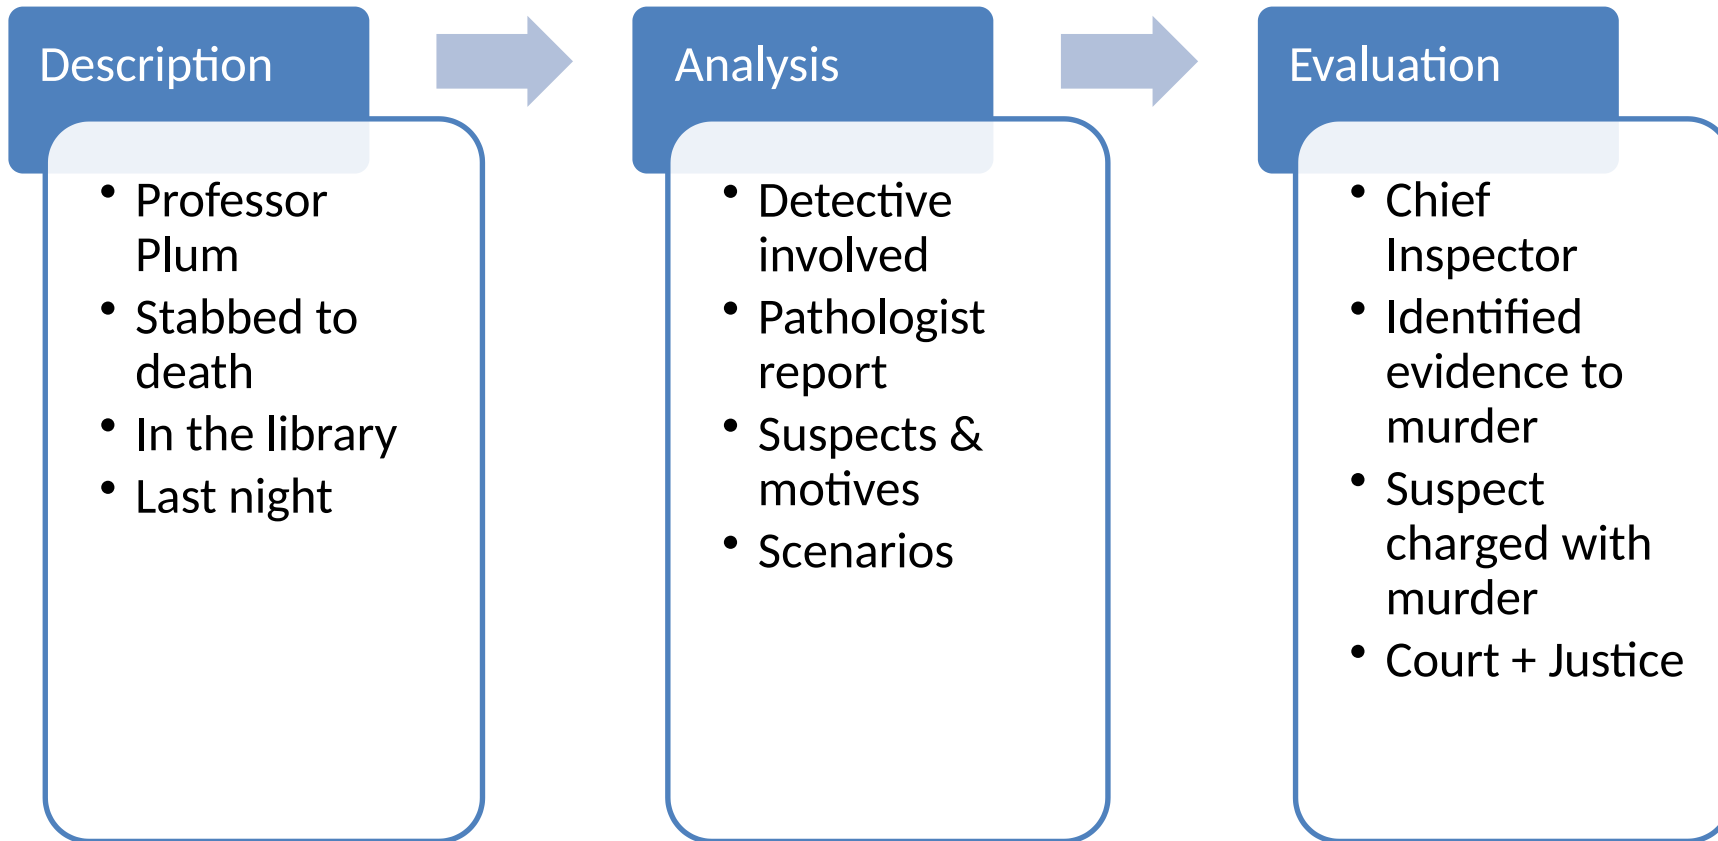 Description
• Professor
Plum
• Stabbed to
death
• In the library
• Last night
Analysis
• Detective
involved
• Pathologist
report
• Suspects &
motives
• Scenarios
Evaluation
• Chief
Inspector
• Identified
evidence to
murder
• Suspect
charged with
murder
• Court + Justice